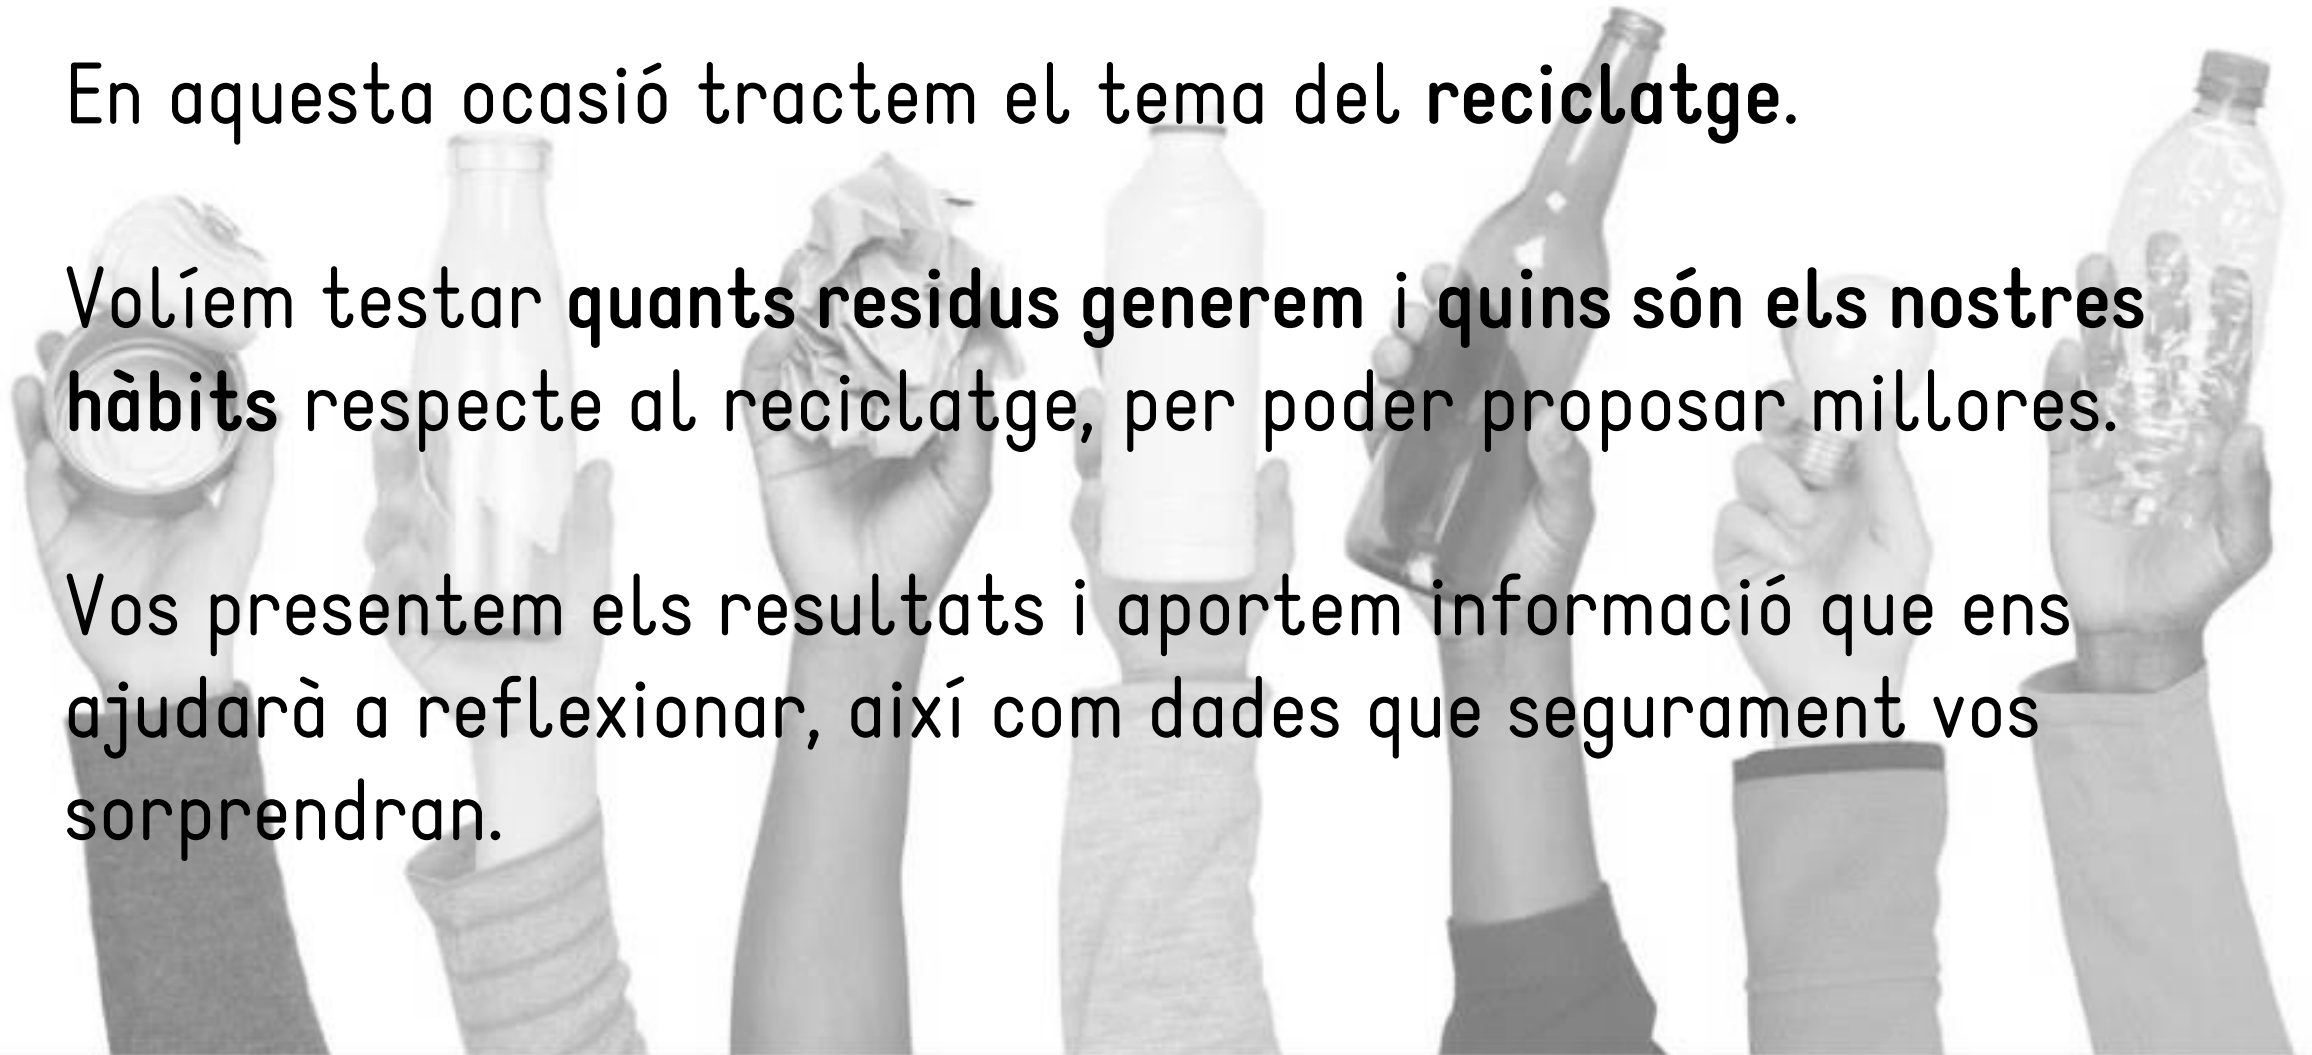 En aquesta ocasió tractem el tema del reciclatge.
Volíem testar quants residus generem i quins són els nostres
hàbits respecte al reciclatge, per poder proposar millores.
Vos presentem els resultats i aportem informació que ens
ajudarà a reflexionar, així com dades que segurament vos
sorprendran.